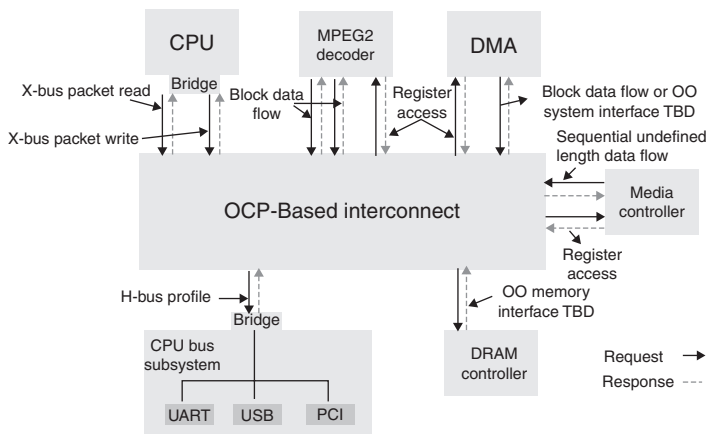 CPU
Bridge
MPEG2
decoder
DMA
X-bus packet read
X-bus packet write
Block data
flow
Register
access
Block data flow or OO
system interface TBD
Sequential undefined
length data flow
OCP-Based interconnect
Media
controller
Register
access
H-bus profile
Bridge
OO memory
interface TBD
CPU bus
subsystem
UART
USB
PCI
DRAM
controller
Request
Response